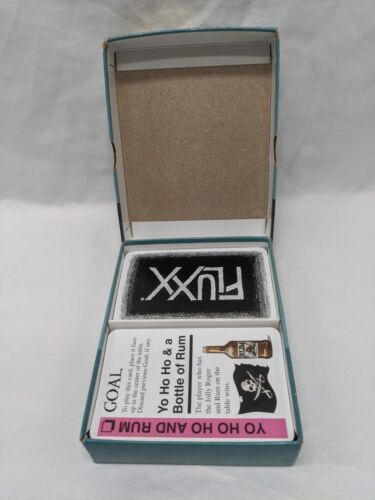 FLUXX
GOAL
To play this card, place it face
up in the center of the table.
Discard previous Goal, if any.
Yo Ho Ho & a
Bottle of Rum
The player who has
the Jolly Roger
and Rum on the
table wins.
YO HO HO AND RUM